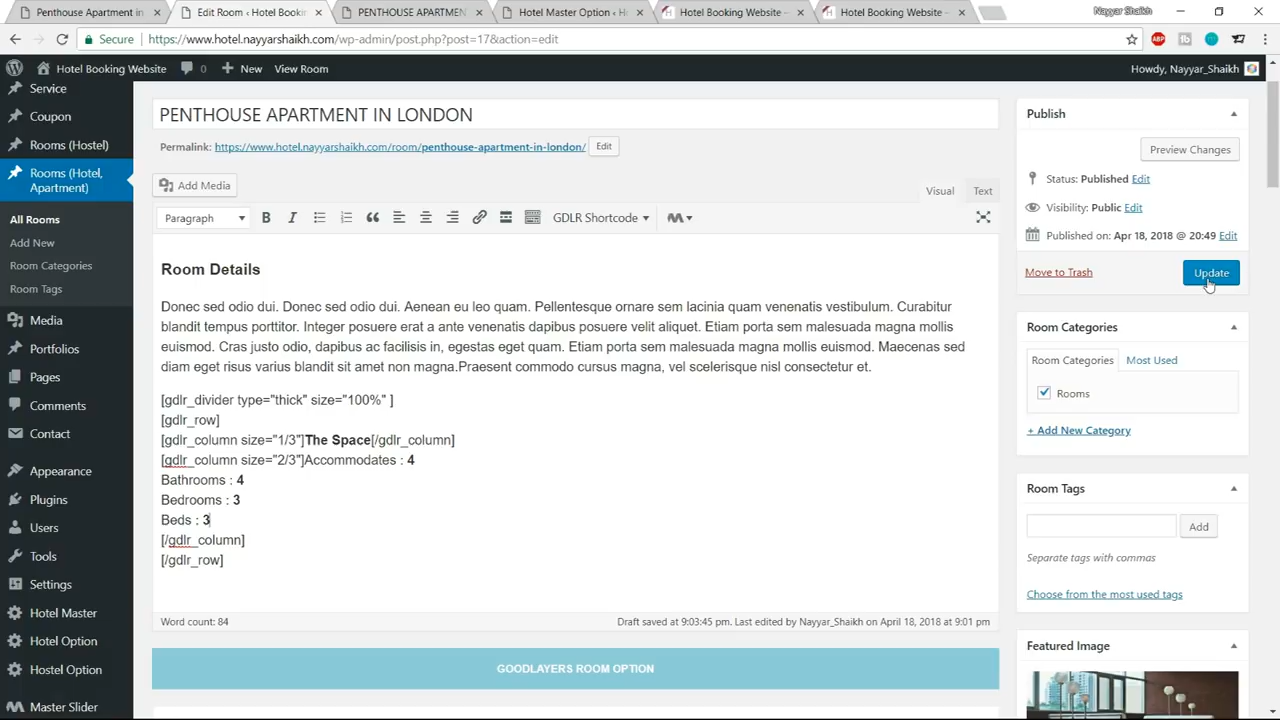 Penthouse Apartment in
Edit Room ‹ Hotel Bookin
PENTHOUSE APARTMEN
Hotel Master Option ‹ H
Hotel Booking Website –
Hotel Booking Website –
Nayyar Shaikh
Secure
https://www.hotel.nayyarshaikh.com/wp-admin/post.php?post=17&action=edit
ABP
Hotel Booking Website
0
New
View Room
Howdy, Nayyar_Shaikh
Service
Coupon
Rooms (Hostel)
Rooms (Hotel,
Apartment)
All Rooms
Add New
Room Categories
Room Tags
Media
Portfolios
Pages
Comments
Contact
Appearance
Plugins
Users
Tools
Settings
Hotel Master
Hotel Option
Hostel Option
Master Slider
PENTHOUSE APARTMENT IN LONDON
Permalink: https://www.hotel.nayyarshaikh.com/room/penthouse-apartment-in-london/ Edit
Add Media
Visual
Text
Paragraph
B
I
GDLR Shortcode
Room Details
Donec sed odio dui. Donec sed odio dui. Aenean eu leo quam. Pellentesque ornare sem lacinia quam venenatis vestibulum. Curabitur
blandit tempus porttitor. Integer posuere erat a ante venenatis dapibus posuere velit aliquet. Etiam porta sem malesuada magna mollis
euismod. Cras justo odio, dapibus ac facilisis in, egestas eget quam. Etiam porta sem malesuada magna mollis euismod. Maecenas sed
diam eget risus varius blandit sit amet non magna.Praesent commodo cursus magna, vel scelerisque nisl consectetur et.
[gdlr_divider type="thick" size="100%" ]
[gdlr_row]
[gdlr_column size="1/3"]The Space[/gdlr_column]
[gdlr_column size="2/3"]Accommodates : 4
Bathrooms : 4
Bedrooms : 3
Beds : 3
[/gdlr_column]
[/gdlr_row]
Word count: 84
Draft saved at 9:03:45 pm. Last edited by Nayyar_Shaikh on April 18, 2018 at 9:01 pm
GOODLAYERS ROOM OPTION
Publish
Preview Changes
Status: Published Edit
Visibility: Public Edit
Published on: Apr 18, 2018 @ 20:49 Edit
Move to Trash
Update
Room Categories
Room Categories
Most Used
Rooms
+ Add New Category
Room Tags
Add
Separate tags with commas
Choose from the most used tags
Featured Image